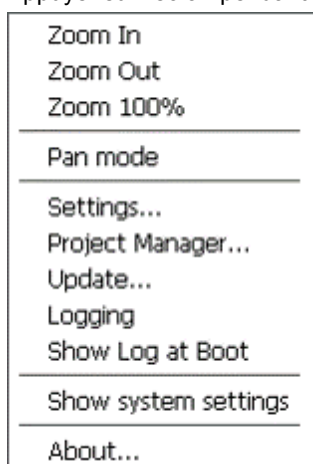 Zoom In
Zoom Out
Zoom 100%
Pan mode
Settings...
Project Manager...
Update...
Logging
Show Log at Boot
Show system settings
About...